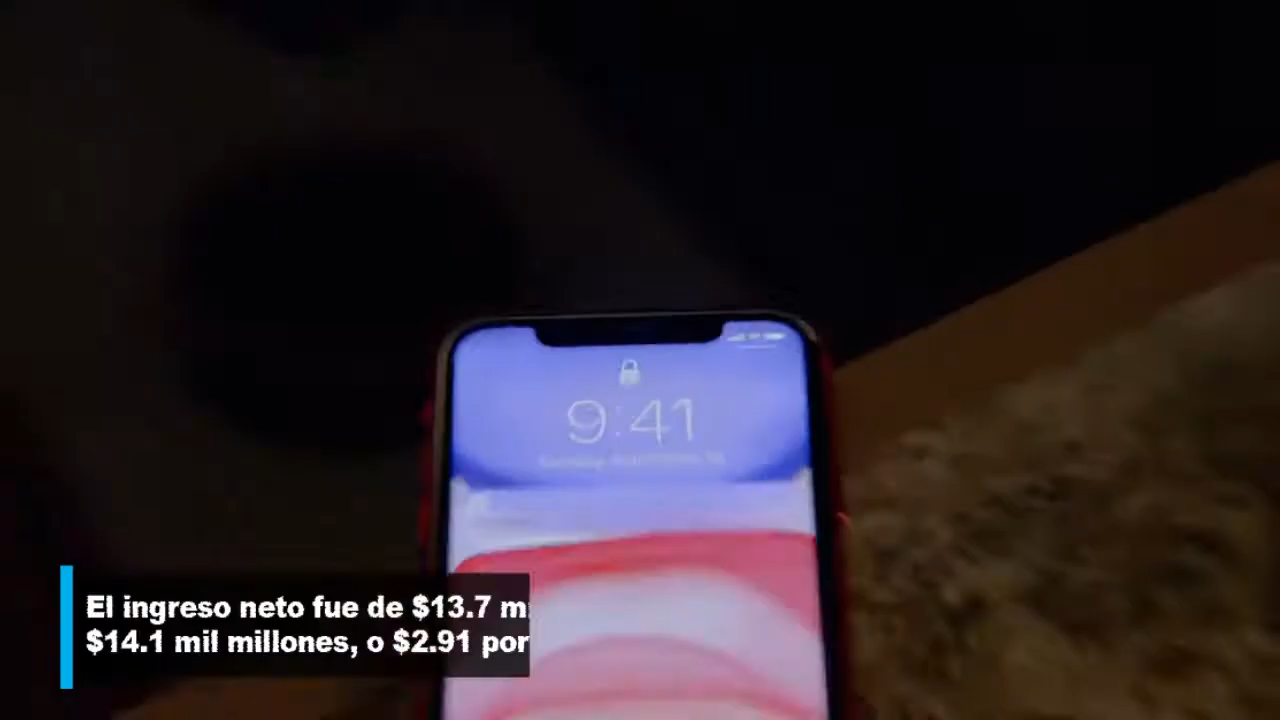 9:41
El ingreso neto fue de $13.7
$14.1 mil millones, o $2.91 por